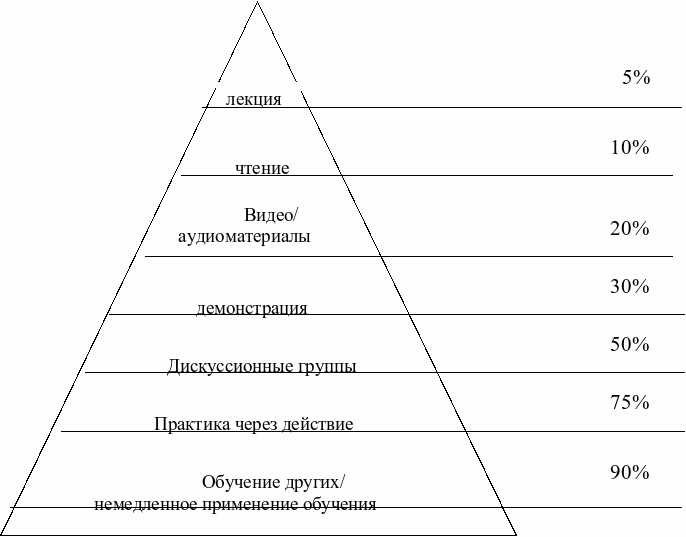 5%
лекция
10%
чтение
Видео/
аудиоматериалы
20%
30%
демонстрация
50%
Дискуссионные группы
75%
Практика через действие
90%
Обучение других/
немедленное применение обучения